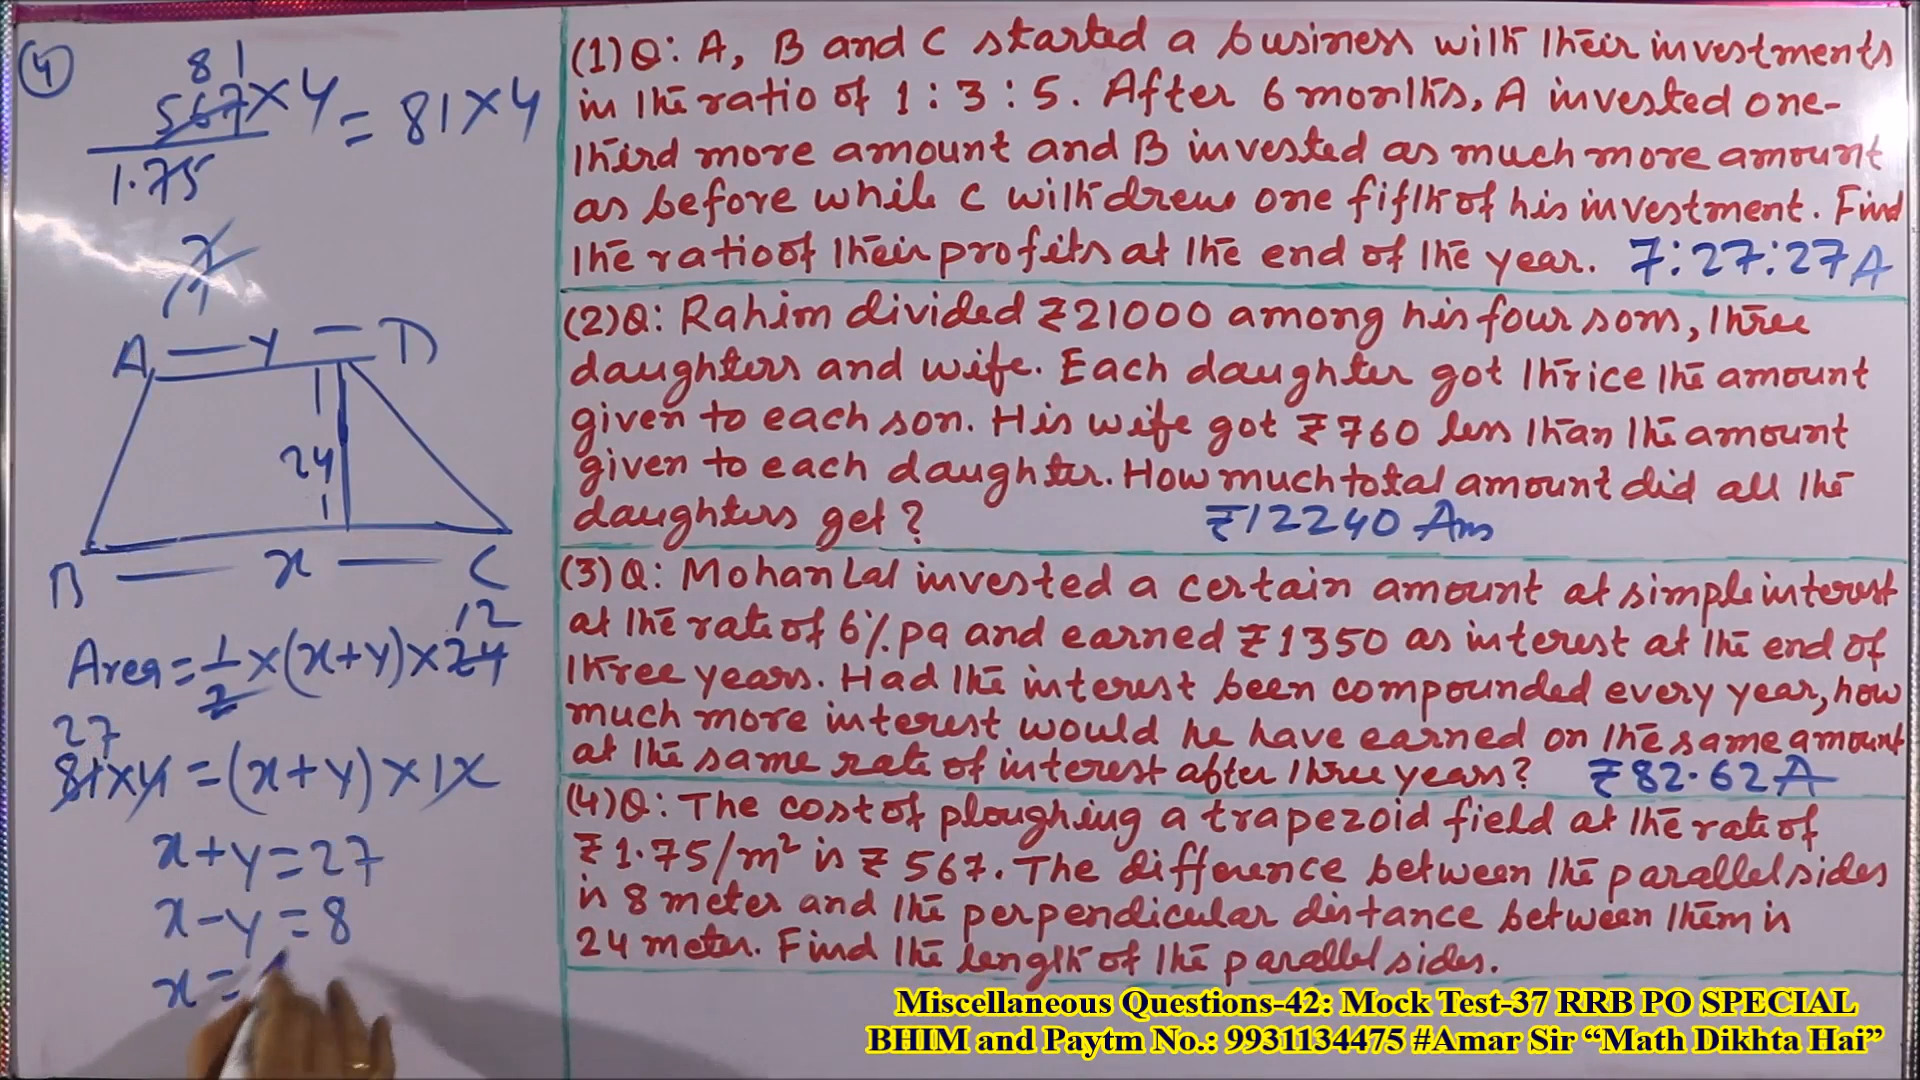 (4)
8 1
567×4 = 81×4
1.75
A — y — D
24
B — x — C
12
Area = 1/2 × (x+y) × 24
27
81×4 = (x+y) × 12
x+y = 27
x-y = 8
x =
(1)Q: A, B and C started a business with their investments
in the ratio of 1 : 3 : 5. After 6 months, A invested one-
third more amount and B invested as much more amount
as before while C withdrew one fifth of his investment. Find
the ratio of their profits at the end of the year. 7:27:27 A
(2)Q: Rahim divided ₹21000 among his four sons, three
daughters and wife. Each daughter got thrice the amount
given to each son. His wife got ₹760 less than the amount
given to each daughter. How much total amount did all the
daughters get? ₹12240 Ans
(3)Q: Mohan Lal invested a certain amount at simple interest
at the rate of 6% pa and earned ₹1350 as interest at the end of
three years. Had the interest been compounded every year, how
much more interest would he have earned on the same amount
at the same rate of interest after three years? ₹82.62 A
(4)Q: The cost of ploughing a trapezoid field at the rate of
₹1.75/m² is ₹567. The difference between the parallel sides
is 8 meter and the perpendicular distance between them is
24 meter. Find the length of the parallel sides.
Miscellaneous Questions-42: Mock Test-37 RRB PO SPECIAL
BHIM and Paytm No.: 9931134475 #Amar Sir “Math Dikhta Hai”